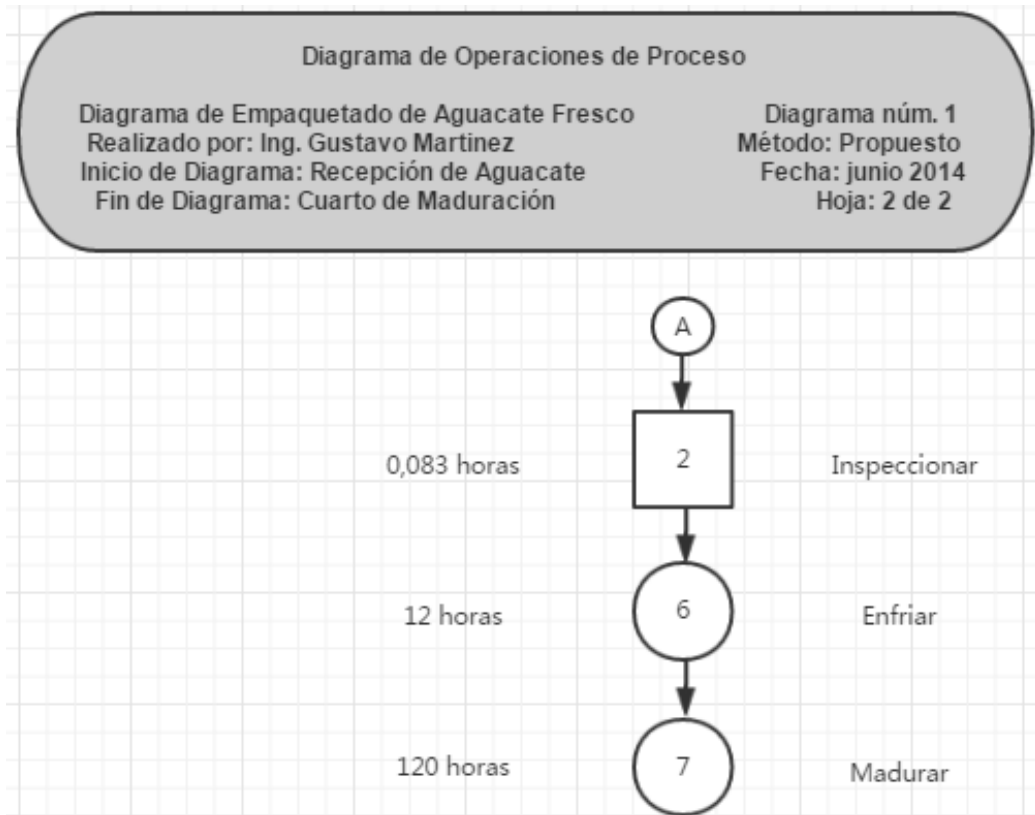 Diagrama de Operaciones de Proceso
Diagrama de Empaquetado de Aguacate Fresco Diagrama núm. 1
Realizado por: Ing. Gustavo Martinez Método: Propuesto
Inicio de Diagrama: Recepción de Aguacate Fecha: junio 2014
Fin de Diagrama: Cuarto de Maduración Hoja: 2 de 2
A
0,083 horas 2 Inspeccionar
12 horas 6 Enfriar
120 horas 7 Madurar